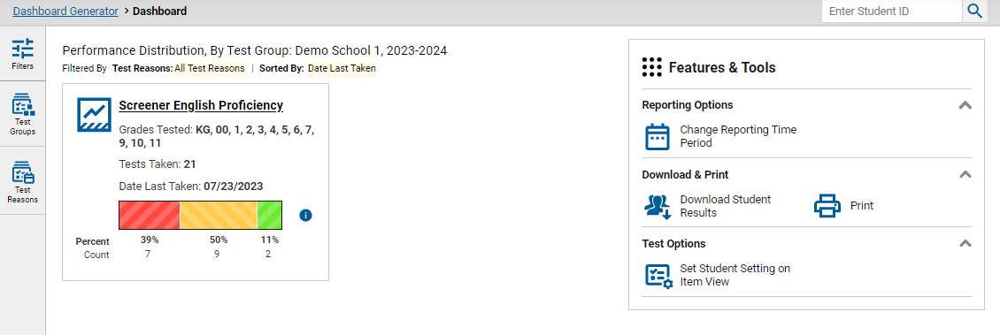 Dashboard Generator > Dashboard
Enter Student ID
Filters
Test
Groups
Test
Reasons
Performance Distribution, By Test Group: Demo School 1, 2023-2024
Filtered By Test Reasons: All Test Reasons | Sorted By: Date Last Taken
Screener English Proficiency
Grades Tested: KG, 00, 1, 2, 3, 4, 5, 6, 7,
9, 10, 11
Tests Taken: 21
Date Last Taken: 07/23/2023
Percent 39% 50% 11%
Count 7 9 2
Features & Tools
Reporting Options
Change Reporting Time
Period
Download & Print
Download Student
Results
Print
Test Options
Set Student Setting on
Item View